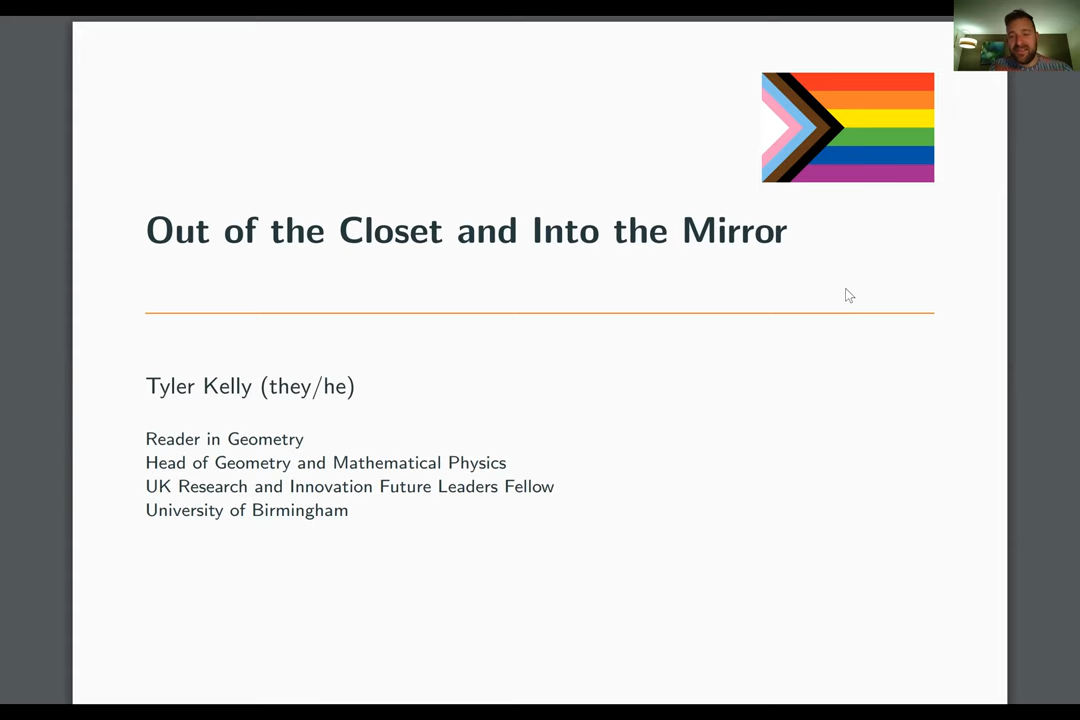 Out of the Closet and Into the Mirror
Tyler Kelly (they/he)
Reader in Geometry
Head of Geometry and Mathematical Physics
UK Research and Innovation Future Leaders Fellow
University of Birmingham